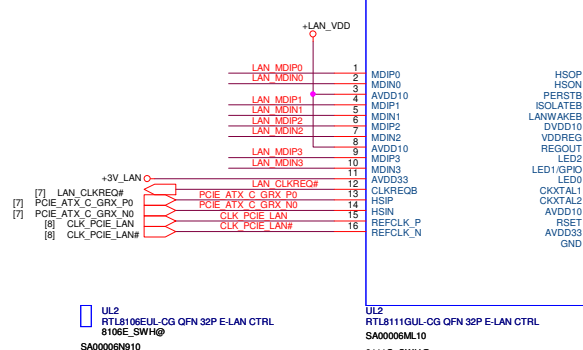 +LAN_VDD
LAN_MDIP0 1 MDIP0 HSOP
LAN_MDIN0 2 MDIN0 HSON
3 AVDD10 PERSTB
LAN_MDIP1 4 MDIP1 ISOLATEB
LAN_MDIN1 5 MDIN1 LANWAKEB
LAN_MDIP2 6 MDIP2 DVDD10
LAN_MDIN2 7 MDIN2 VDDREG
8 AVDD10 REGOUT
LAN_MDIP3 9 MDIP3 LED2
LAN_MDIN3 10 MDIN3 LED1/GPIO
+3V_LAN 11 AVDD33 LED0
[7] LAN_CLKREQ# LAN_CLKREQ# 12 CLKREQB CKXTAL1
[7] PCIE_ATX_C_GRX_P0 PCIE_ATX_C_GRX_P0 13 HSIP CKXTAL2
[7] PCIE_ATX_C_GRX_N0 PCIE_ATX_C_GRX_N0 14 HSIN AVDD10
[8] CLK_PCIE_LAN CLK_PCIE_LAN 15 REFCLK_P RSET
[8] CLK_PCIE_LAN# CLK_PCIE_LAN# 16 REFCLK_N AVDD33
GND
UL2 UL2
RTL8106EUL-CG QFN 32P E-LAN CTRL RTL8111GUL-CG QFN 32P E-LAN CTRL
8106E_SWH@ SA00006ML10
SA00006N910